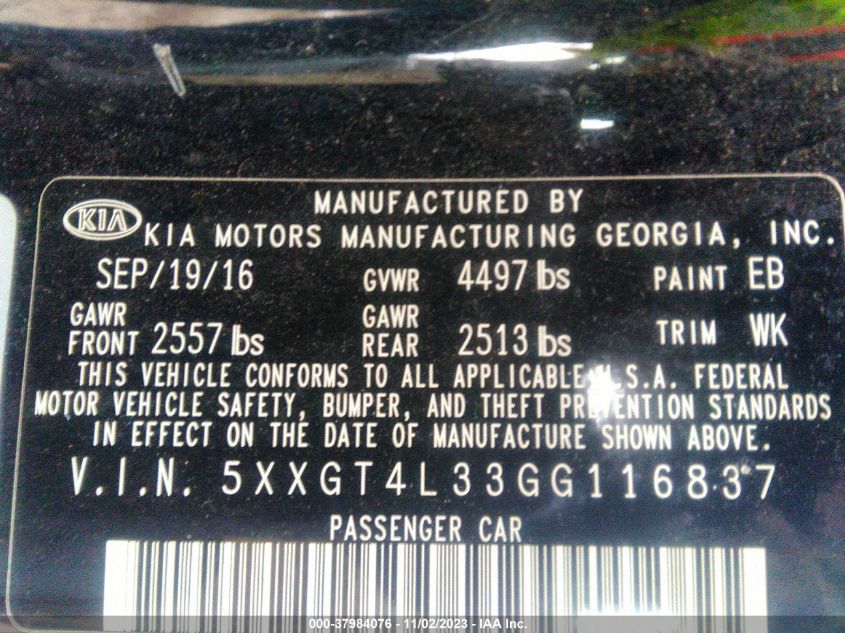 MANUFACTURED BY
KIA KIA MOTORS MANUFACTURING GEORGIA, INC.
SEP/19/16 GVWR 4497 lbs PAINT EB
GAWR FRONT 2557 lbs GAWR REAR 2513 lbs TRIM WK
THIS VEHICLE CONFORMS TO ALL APPLICABLE U.S.A. FEDERAL
MOTOR VEHICLE SAFETY, BUMPER, AND THEFT PREVENTION STANDARDS
IN EFFECT ON THE DATE OF MANUFACTURE SHOWN ABOVE.
V.I.N. 5XXGT4L33GG116837
PASSENGER CAR
000-37984076 - 11/02/2023 - IAA Inc.